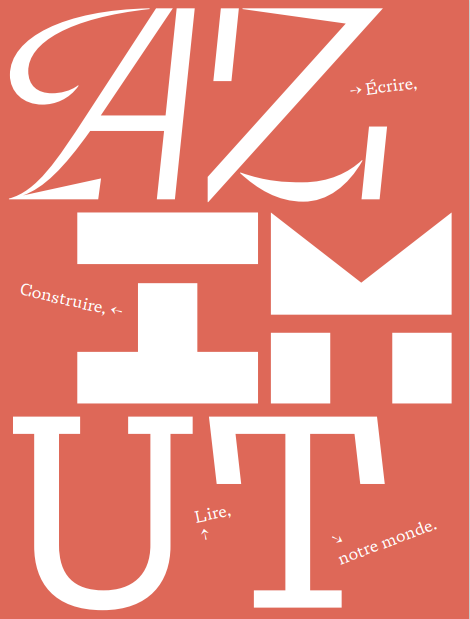 AZ
→ Écrire,
IM
Construire, ←
UT
Lire,
↑
↘
notre monde.